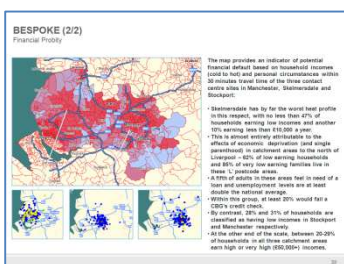 BESPOKE (2/2)
Financial Probity
The map provides an indicator of potential
financial default based on household incomes
(cold to hot) and personal circumstances within
30 minutes travel time of the three contact
centre sites in Manchester, Skelmersdale and
Stockport:
• Skelmersdale has by far the worst heat profile
in this respect, with no less than 47% of
households earning low incomes and another
10% earning less than £10,000 a year.
• This is almost entirely attributable to the
effects of economic deprivation (and single
parenthood) in catchment areas to the north of
Liverpool – 62% of low earning households
and 85% of very low earning families live in
these 'L' postcode areas.
• A fifth of adults in these areas feel in need of a
loan and unemployment levels are at least
double the national average.
• Within this group, at least 20% would fail a
CBG's credit check.
• By contrast, 28% and 31% of households are
classified as having low incomes in Stockport
and Manchester respectively.
• At the other end of the scale, between 20-25%
of households in all three catchment areas
earn high or very high (£50,000+) incomes.